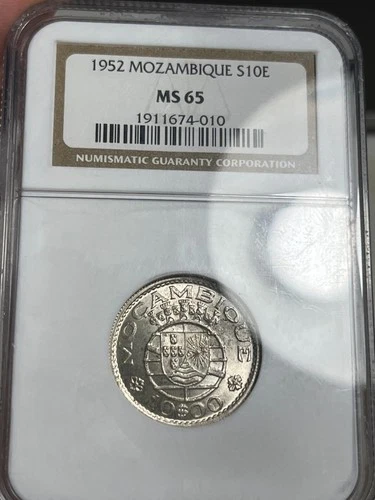 1952 MOZAMBIQUE S10E
MS 65
1911674-010
NUMISMATIC GUARANTY CORPORATION
MOÇAMBIQUE
10$00